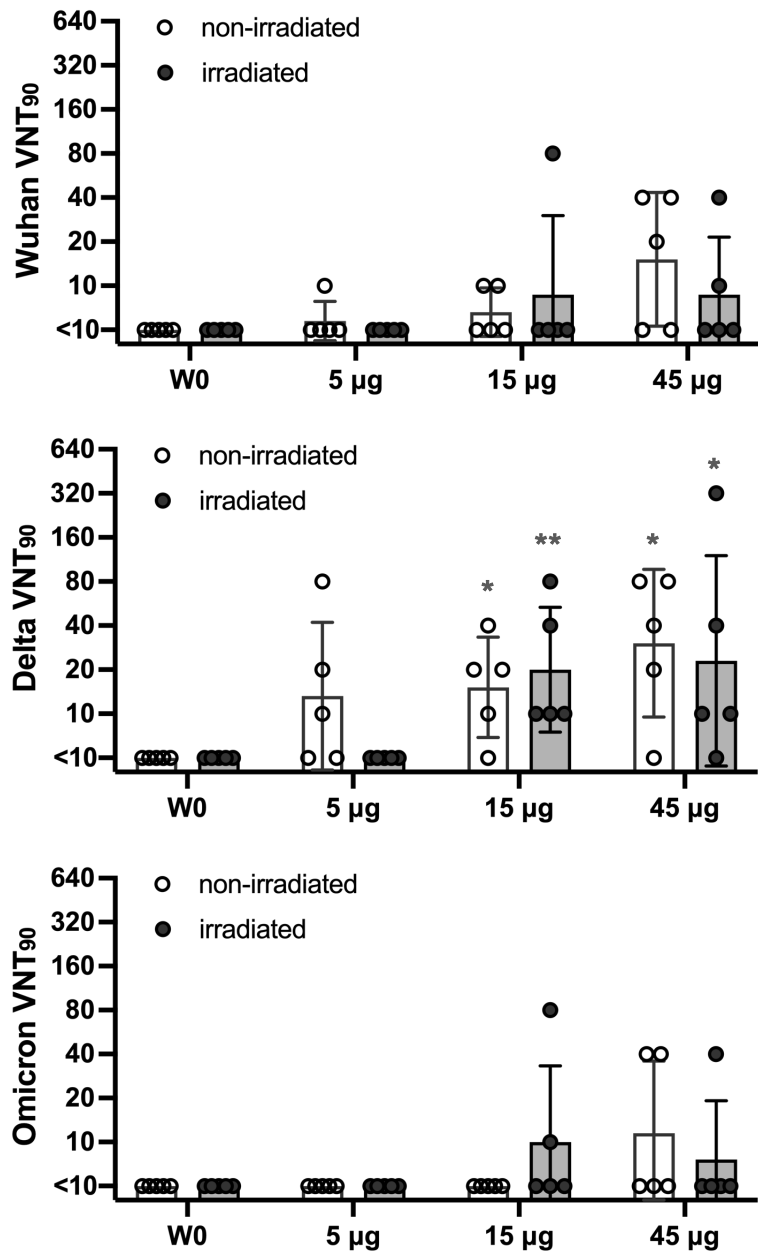 Wuhan VNT90
640
320
160
80
40
20
10
<10
non-irradiated
irradiated
W0 5 µg 15 µg 45 µg
Delta VNT90
640
320
160
80
40
20
10
<10
non-irradiated
irradiated
* ** * *
W0 5 µg 15 µg 45 µg
Omicron VNT90
640
320
160
80
40
20
10
<10
non-irradiated
irradiated
W0 5 µg 15 µg 45 µg